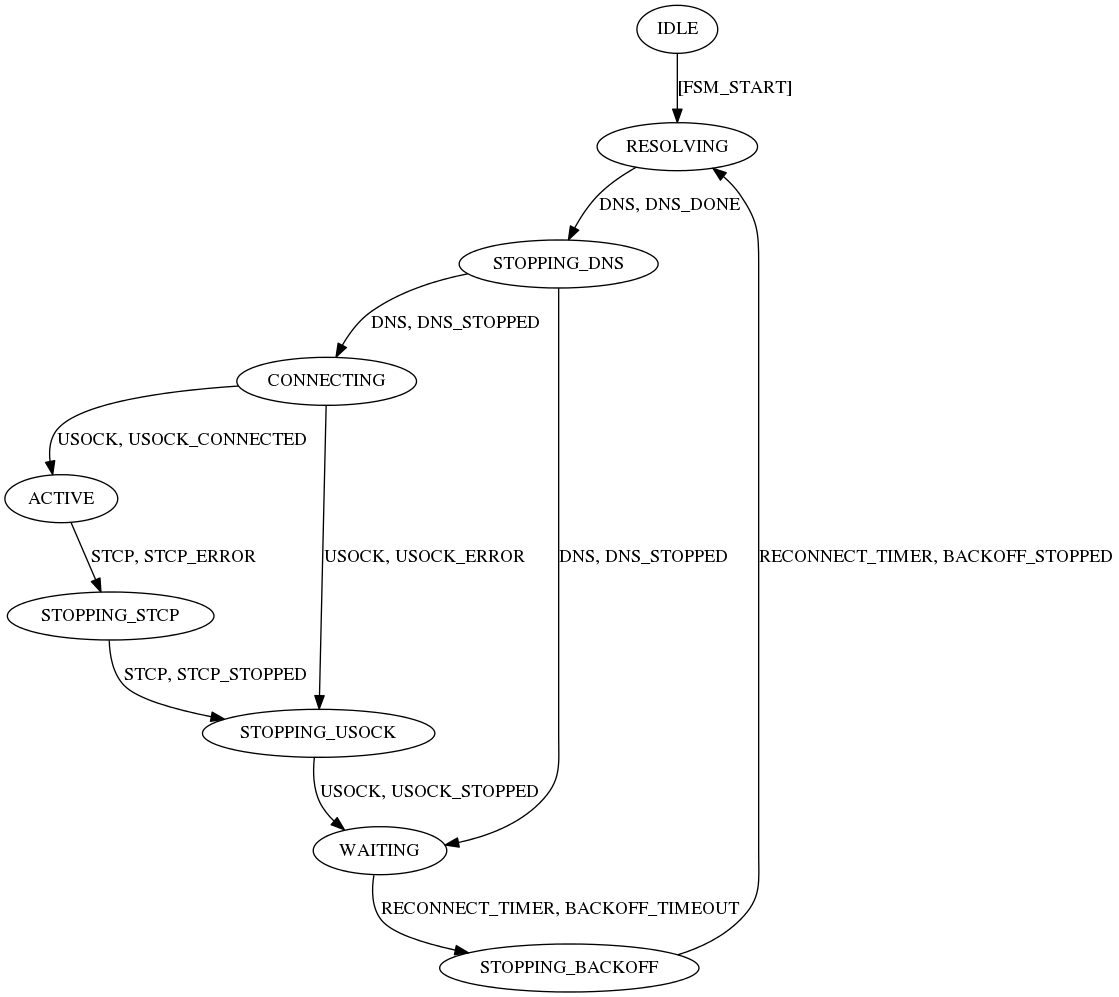 IDLE
[FSM_START]
RESOLVING
DNS, DNS_DONE
STOPPING_DNS
DNS, DNS_STOPPED
CONNECTING
USOCK, USOCK_CONNECTED
ACTIVE
STCP, STCP_ERROR
USOCK, USOCK_ERROR
DNS, DNS_STOPPED
RECONNECT_TIMER, BACKOFF_STOPPED
STOPPING_STCP
STCP, STCP_STOPPED
STOPPING_USOCK
USOCK, USOCK_STOPPED
WAITING
RECONNECT_TIMER, BACKOFF_TIMEOUT
STOPPING_BACKOFF